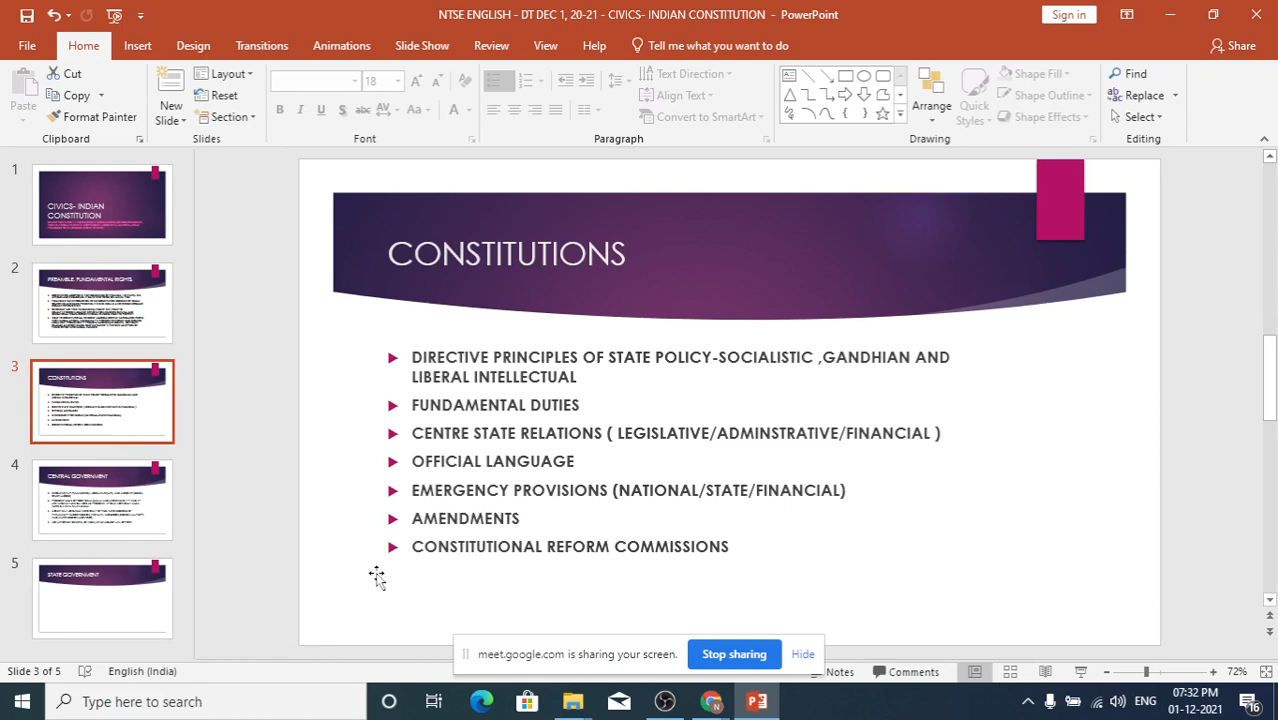 NTSE ENGLISH - DT DEC 1, 20-21 - CIVICS- INDIAN CONSTITUTION - PowerPoint
Sign in
File Home Insert Design Transitions Animations Slide Show Review View Help Tell me what you want to do Share
Paste
Cut
Copy
Format Painter
Clipboard
New Slide
Layout
Reset
Section
Slides
18
B I U S abc AV Aa A
Font
Text Direction
Align Text
Convert to SmartArt
Paragraph
Arrange
Quick Styles
Shape Fill
Shape Outline
Shape Effects
Drawing
Find
Replace
Select
Editing
1
CIVICS- INDIAN
CONSTITUTION
2
PREAMBLE, FUNDAMENTAL RIGHTS
3
CONSTITUTIONS
4
CENTRAL GOVERNMENT
5
STATE GOVERNMENT
CONSTITUTIONS
DIRECTIVE PRINCIPLES OF STATE POLICY-SOCIALISTIC ,GANDHIAN AND
LIBERAL INTELLECTUAL
FUNDAMENTAL DUTIES
CENTRE STATE RELATIONS ( LEGISLATIVE/ADMINSTRATIVE/FINANCIAL )
OFFICIAL LANGUAGE
EMERGENCY PROVISIONS (NATIONAL/STATE/FINANCIAL)
AMENDMENTS
CONSTITUTIONAL REFORM COMMISSIONS
meet.google.com is sharing your screen. Stop sharing Hide
Slide 3 of 5 English (India) Notes Comments 72%
Type here to search
ENG
07:32 PM
01-12-2021
16